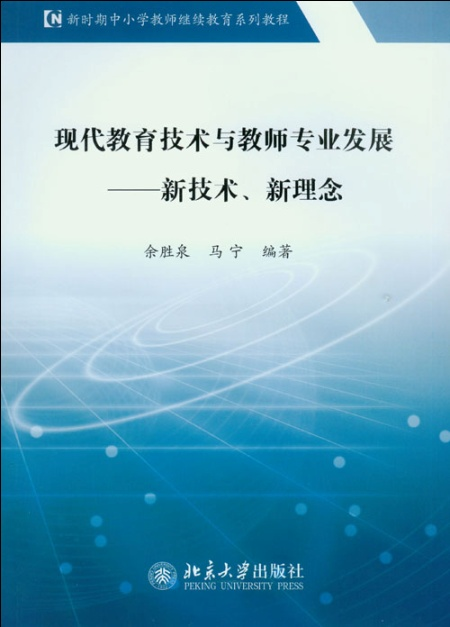 新时期中小学教师继续教育系列教程
现代教育技术与教师专业发展
——新技术、新理念
余胜泉 马宁 编著
北京大学出版社
PEKING UNIVERSITY PRESS